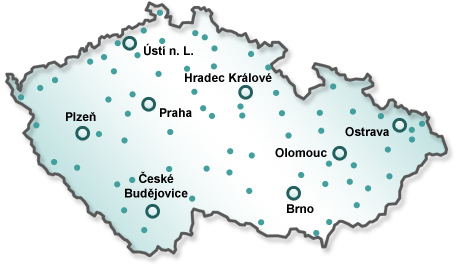 Ústí n. L.
Hradec Králové
Praha
Plzeň
Ostrava
Olomouc
České
Budějovice
Brno